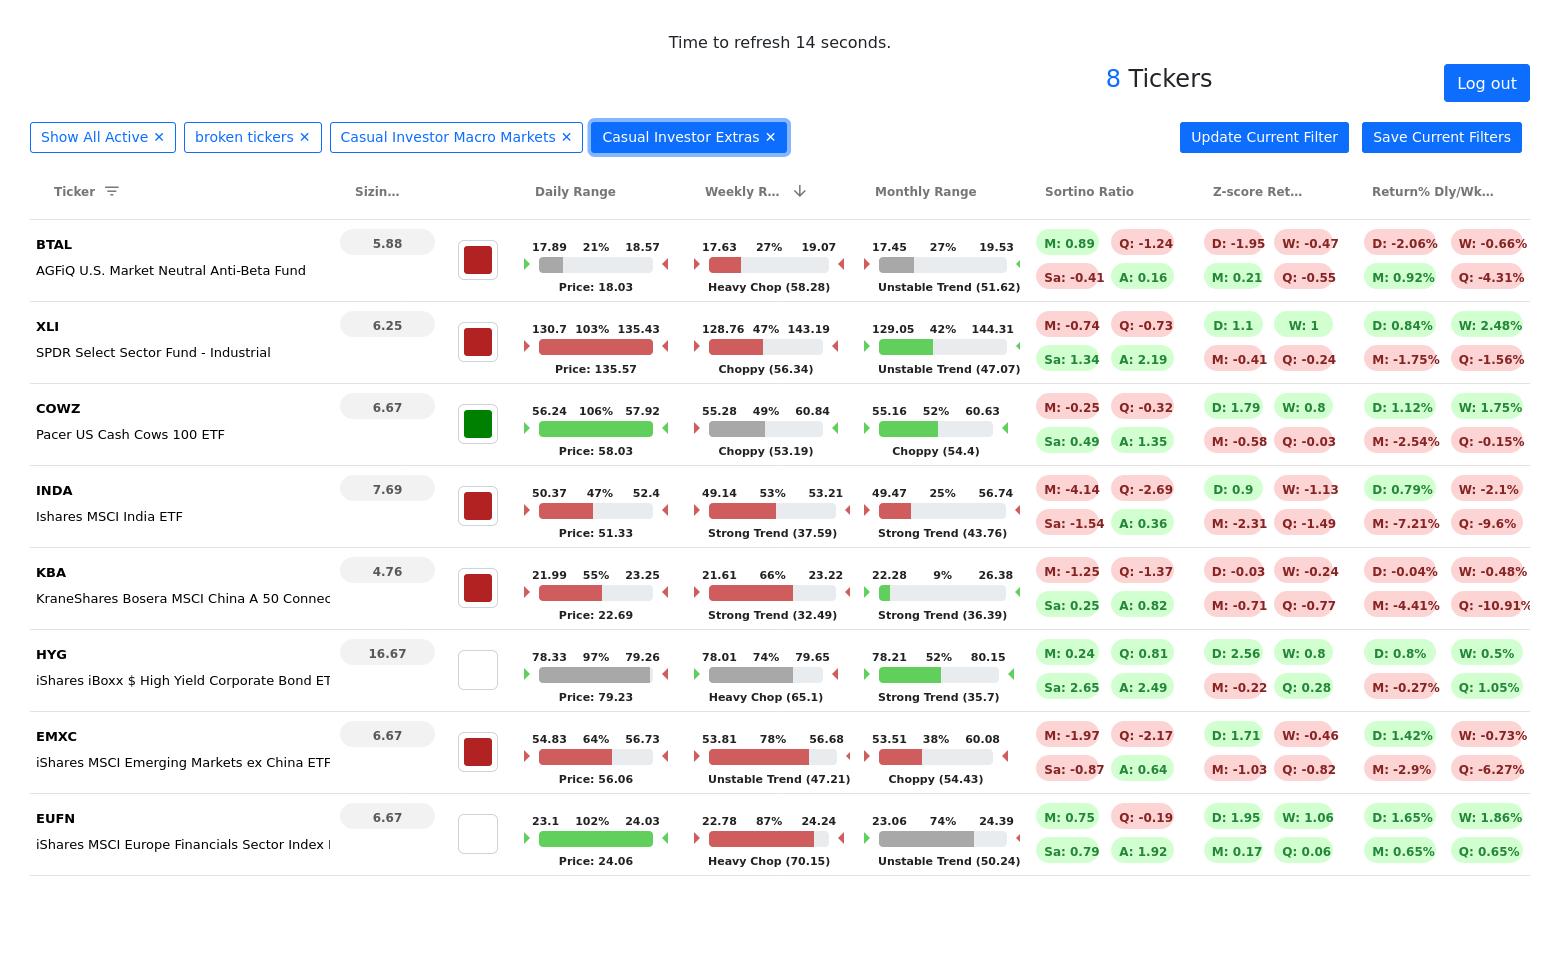 Time to refresh 14 seconds.
8 Tickers
Log out
Show All Active ✕ broken tickers ✕ Casual Investor Macro Markets ✕ Casual Investor Extras ✕ Update Current Filter Save Current Filters
Ticker Sizin… Daily Range Weekly R… Monthly Range Sortino Ratio Z-score Ret… Return% Dly/Wk…
BTAL 5.88 17.89 21% 18.57 17.63 27% 19.07 17.45 27% 19.53 M: 0.89 Q: -1.24 D: -1.95 W: -0.47 D: -2.06% W: -0.66%
AGFiQ U.S. Market Neutral Anti-Beta Fund Price: 18.03 Heavy Chop (58.28) Unstable Trend (51.62) Sa: -0.41 A: 0.16 M: 0.21 Q: -0.55 M: 0.92% Q: -4.31%
XLI 6.25 130.7 103% 135.43 128.76 47% 143.19 129.05 42% 144.31 M: -0.74 Q: -0.73 D: 1.1 W: 1 D: 0.84% W: 2.48%
SPDR Select Sector Fund - Industrial Price: 135.57 Choppy (56.34) Unstable Trend (47.07) Sa: 1.34 A: 2.19 M: -0.41 Q: -0.24 M: -1.75% Q: -1.56%
COWZ 6.67 56.24 106% 57.92 55.28 49% 60.84 55.16 52% 60.63 M: -0.25 Q: -0.32 D: 1.79 W: 0.8 D: 1.12% W: 1.75%
Pacer US Cash Cows 100 ETF Price: 58.03 Choppy (53.19) Choppy (54.4) Sa: 0.49 A: 1.35 M: -0.58 Q: -0.03 M: -2.54% Q: -0.15%
INDA 7.69 50.37 47% 52.4 49.14 53% 53.21 49.47 25% 56.74 M: -4.14 Q: -2.69 D: 0.9 W: -1.13 D: 0.79% W: -2.1%
Ishares MSCI India ETF Price: 51.33 Strong Trend (37.59) Strong Trend (43.76) Sa: -1.54 A: 0.36 M: -2.31 Q: -1.49 M: -7.21% Q: -9.6%
KBA 4.76 21.99 55% 23.25 21.61 66% 23.22 22.28 9% 26.38 M: -1.25 Q: -1.37 D: -0.03 W: -0.24 D: -0.04% W: -0.48%
KraneShares Bosera MSCI China A 50 Connec Price: 22.69 Strong Trend (32.49) Strong Trend (36.39) Sa: 0.25 A: 0.82 M: -0.71 Q: -0.77 M: -4.41% Q: -10.91%
HYG 16.67 78.33 97% 79.26 78.01 74% 79.65 78.21 52% 80.15 M: 0.24 Q: 0.81 D: 2.56 W: 0.8 D: 0.8% W: 0.5%
iShares iBoxx $ High Yield Corporate Bond ET Price: 79.23 Heavy Chop (65.1) Strong Trend (35.7) Sa: 2.65 A: 2.49 M: -0.22 Q: 0.28 M: -0.27% Q: 1.05%
EMXC 6.67 54.83 64% 56.73 53.81 78% 56.68 53.51 38% 60.08 M: -1.97 Q: -2.17 D: 1.71 W: -0.46 D: 1.42% W: -0.73%
iShares MSCI Emerging Markets ex China ETF Price: 56.06 Unstable Trend (47.21) Choppy (54.43) Sa: -0.87 A: 0.64 M: -1.03 Q: -0.82 M: -2.9% Q: -6.27%
EUFN 6.67 23.1 102% 24.03 22.78 87% 24.24 23.06 74% 24.39 M: 0.75 Q: -0.19 D: 1.95 W: 1.06 D: 1.65% W: 1.86%
iShares MSCI Europe Financials Sector Index Price: 24.06 Heavy Chop (70.15) Unstable Trend (50.24) Sa: 0.79 A: 1.92 M: 0.17 Q: 0.06 M: 0.65% Q: 0.65%